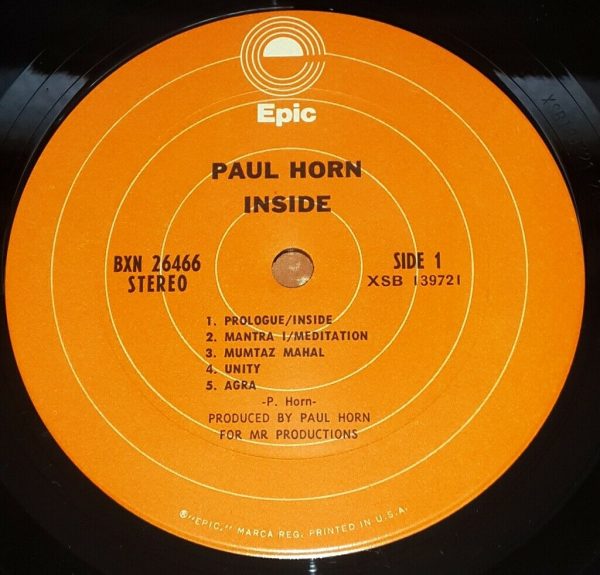 Epic
PAUL HORN
INSIDE
BXN 26466
STEREO
SIDE 1
XSB 139721
1. PROLOGUE/INSIDE
2. MANTRA I/MEDITATION
3. MUMTAZ MAHAL
4. UNITY
5. AGRA
-P. Horn-
PRODUCED BY PAUL HORN
FOR MR PRODUCTIONS
®"EPIC," MARCA REG. PRINTED IN U.S.A.